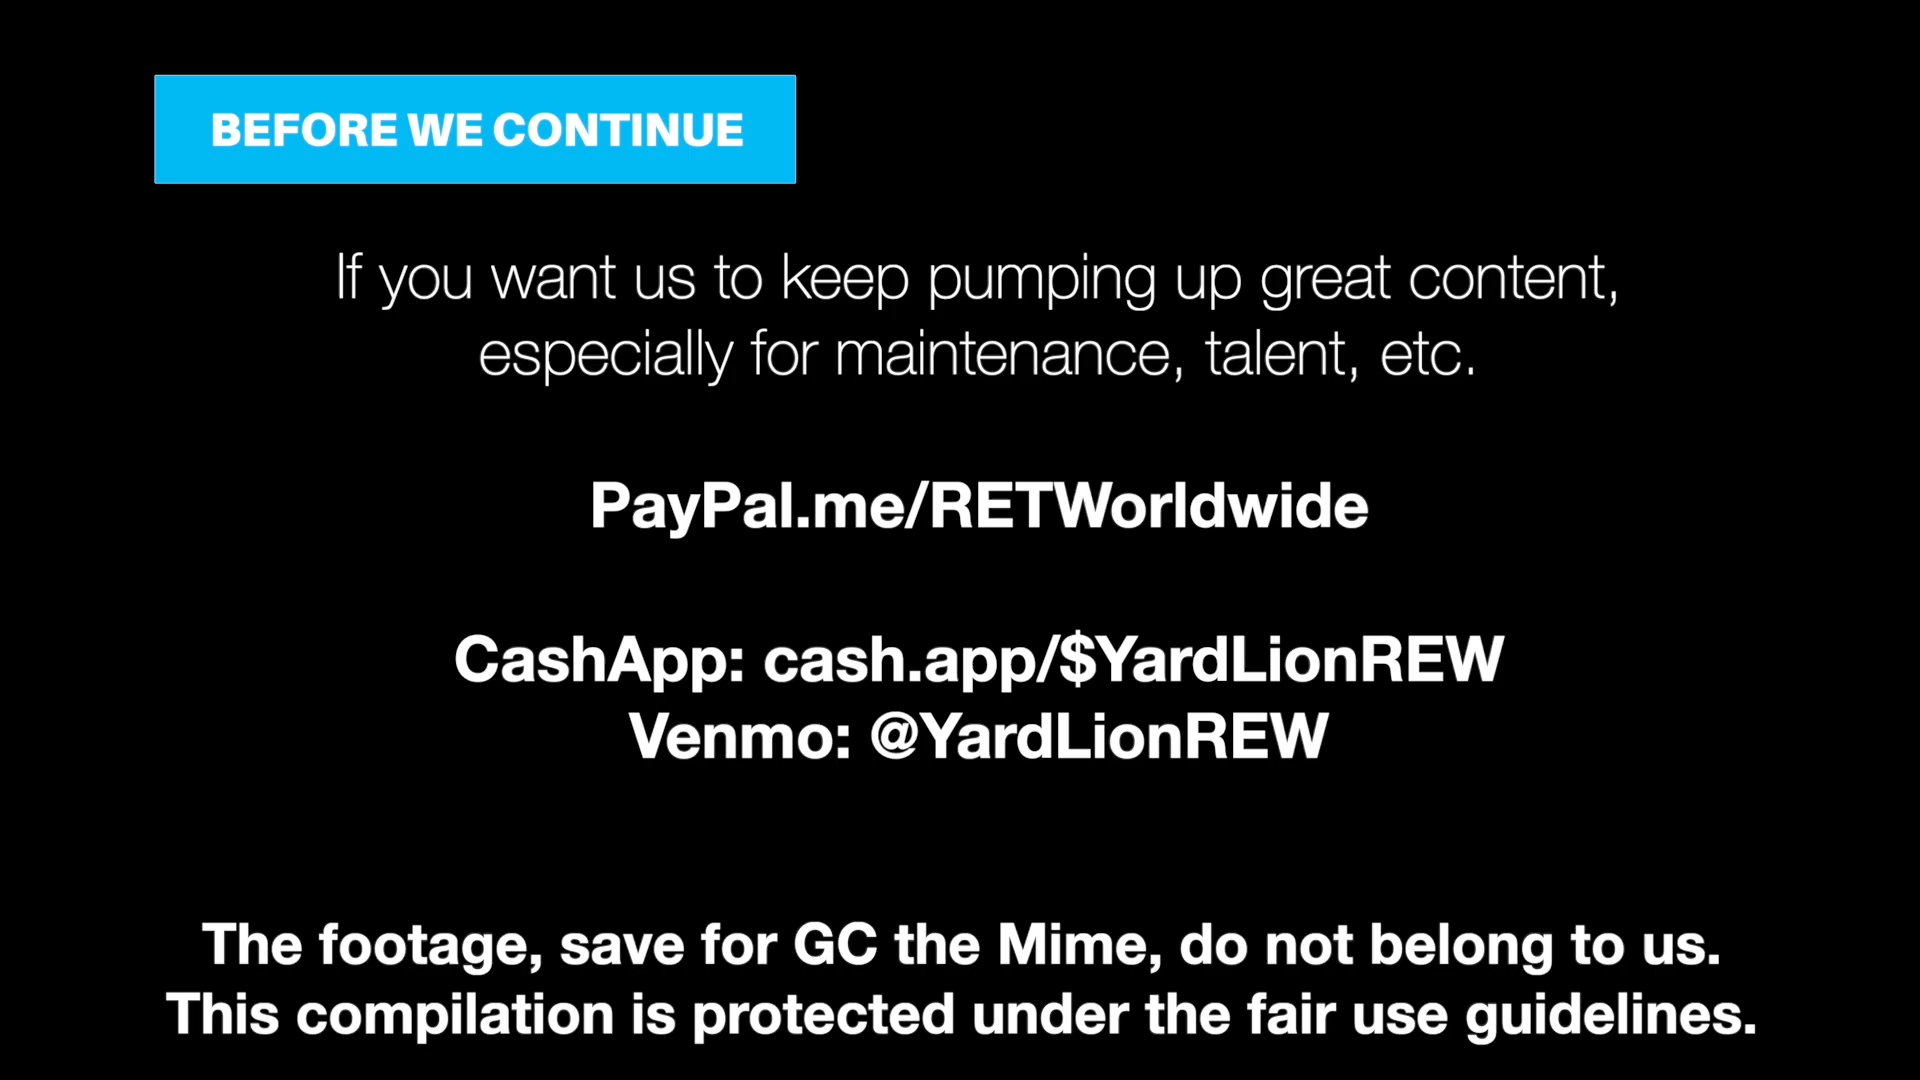 BEFORE WE CONTINUE
If you want us to keep pumping up great content,
especially for maintenance, talent, etc.
PayPal.me/RETWorldwide
CashApp: cash.app/$YardLionREW
Venmo: @YardLionREW
The footage, save for GC the Mime, do not belong to us.
This compilation is protected under the fair use guidelines.